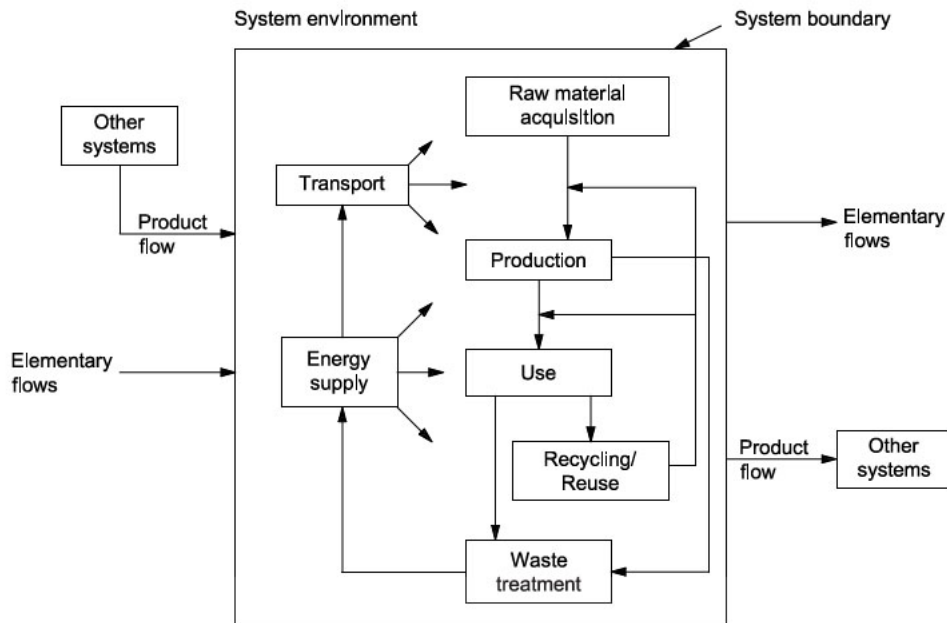 System environment
System boundary
Raw material
acquisition
Other
systems
Transport
Product
flow
Elementary
flows
Production
Elementary
flows
Energy
supply
Use
Recycling/
Reuse
Product
flow
Other
systems
Waste
treatment